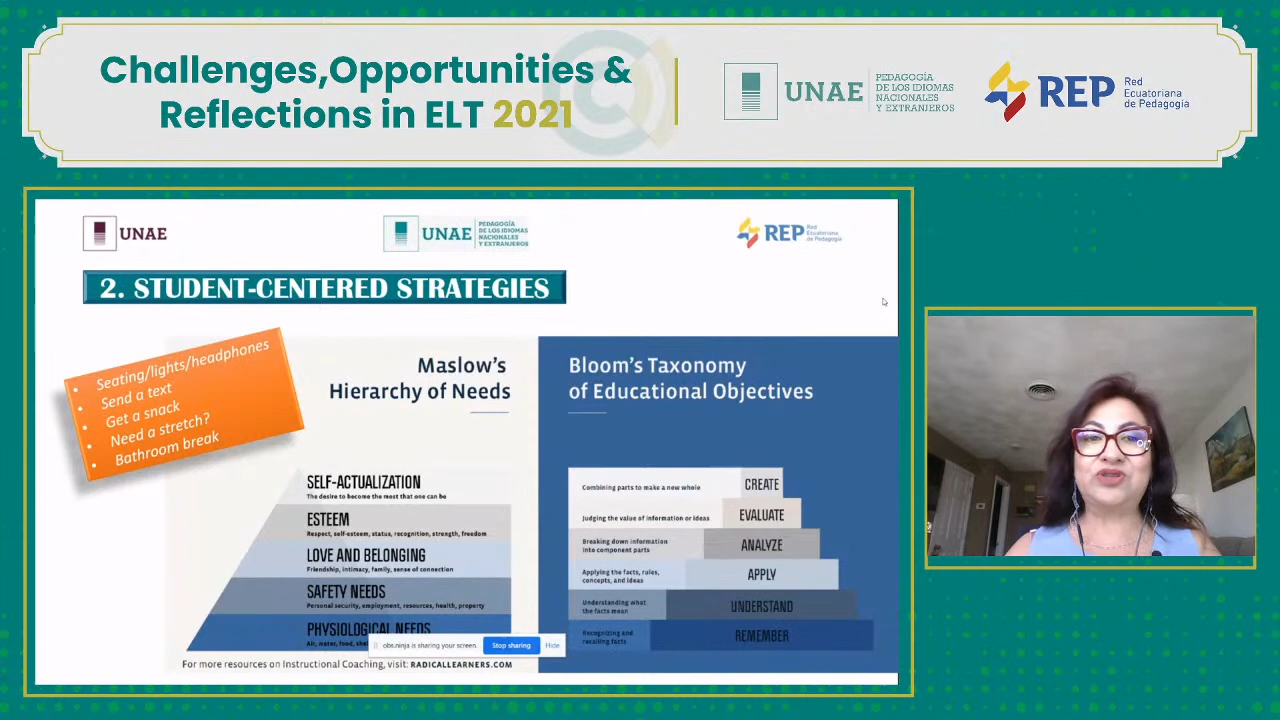 Challenges,Opportunities &
Reflections in ELT 2021
UNAE
PEDAGOGÍA
DE LOS IDIOMAS
NACIONALES
Y EXTRANJEROS
REP
Red
Ecuatoriana
de Pedagogía
UNAE
UNAE
PEDAGOGÍA
DE LOS IDIOMAS
NACIONALES
Y EXTRANJEROS
REP
Red
Ecuatoriana
de Pedagogía
2. STUDENT-CENTERED STRATEGIES
• Seating/lights/headphones
• Send a text
• Get a snack
• Need a stretch?
• Bathroom break
Maslow's
Hierarchy of Needs
SELF-ACTUALIZATION
The desire to become the most that one can be
ESTEEM
Respect, self-esteem, status, recognition, strength, freedom
LOVE AND BELONGING
Friendship, intimacy, family, sense of connection
SAFETY NEEDS
Personal security, employment, resources, health, property
PHYSIOLOGICAL NEEDS
Air, water, food,
Bloom's Taxonomy
of Educational Objectives
Combining parts to make a new whole
CREATE
Judging the value of information or ideas
EVALUATE
Breaking down information
into component parts
ANALYZE
Applying the facts, rules,
concepts, and ideas
APPLY
Understanding what
the facts mean
UNDERSTAND
Recognizing and
recalling facts
REMEMBER
obs.ninja is sharing your screen.
Stop sharing
Hide
For more resources on Instructional Coaching, visit: RADICALLEARNERS.COM